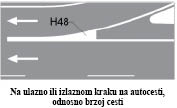 H48
Na ulazno ili izlaznom kraku na autocesti,
odnosno brzoj cesti